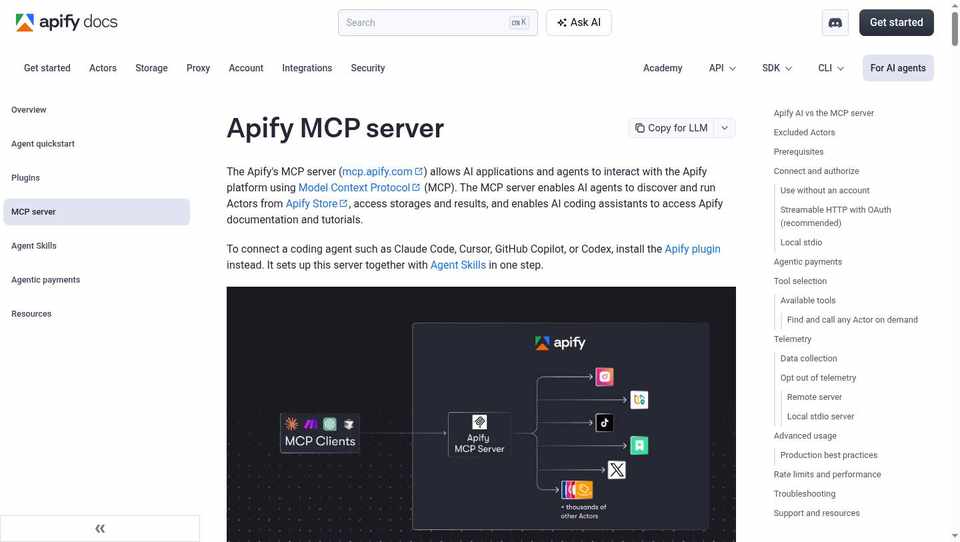 apify docs
Search
Ctrl K
Ask AI
Get started
Get started
Actors
Storage
Proxy
Account
Integrations
Security
Academy
API
SDK
CLI
For AI agents
Overview
Agent quickstart
Plugins
MCP server
Agent Skills
Agentic payments
Resources
Apify MCP server
Copy for LLM
The Apify's MCP server (mcp.apify.com) allows AI applications and agents to interact with the Apify
platform using Model Context Protocol (MCP). The MCP server enables AI agents to discover and run
Actors from Apify Store, access storages and results, and enables AI coding assistants to access Apify
documentation and tutorials.
To connect a coding agent such as Claude Code, Cursor, GitHub Copilot, or Codex, install the Apify plugin
instead. It sets up this server together with Agent Skills in one step.
apify
MCP Clients
Apify
MCP Server
+ thousands of
other Actors
Apify AI vs the MCP server
Excluded Actors
Prerequisites
Connect and authorize
Use without an account
Streamable HTTP with OAuth
(recommended)
Local stdio
Agentic payments
Tool selection
Available tools
Find and call any Actor on demand
Telemetry
Data collection
Opt out of telemetry
Remote server
Local stdio server
Advanced usage
Production best practices
Rate limits and performance
Troubleshooting
Support and resources